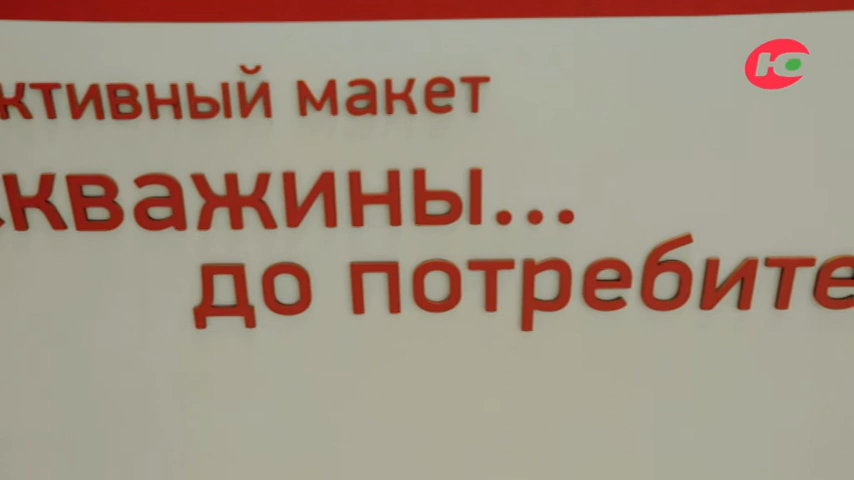 ктивный макет
скважины...
до потребите
Ю